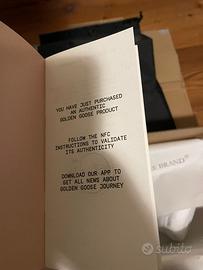 YOU HAVE JUST PURCHASED
AN AUTHENTIC
GOLDEN GOOSE PRODUCT
FOLLOW THE NFC
INSTRUCTIONS TO VALIDATE
ITS AUTHENTICITY
DOWNLOAD OUR APP TO
GET ALL NEWS ABOUT
GOLDEN GOOSE JOURNEY
BRAND
subito